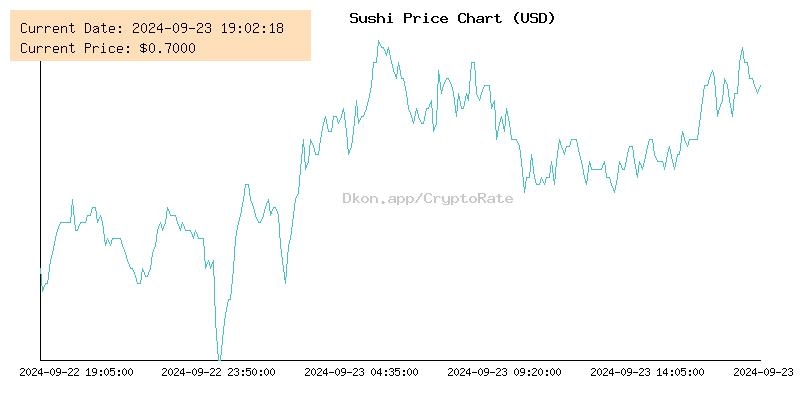 Sushi Price Chart (USD)
Current Date: 2024-09-23 19:02:18
Current Price: $0.7000
Dkon.app/CryptoRate
2024-09-22 19:05:00 2024-09-22 23:50:00 2024-09-23 04:35:00 2024-09-23 09:20:00 2024-09-23 14:05:00 2024-09-23